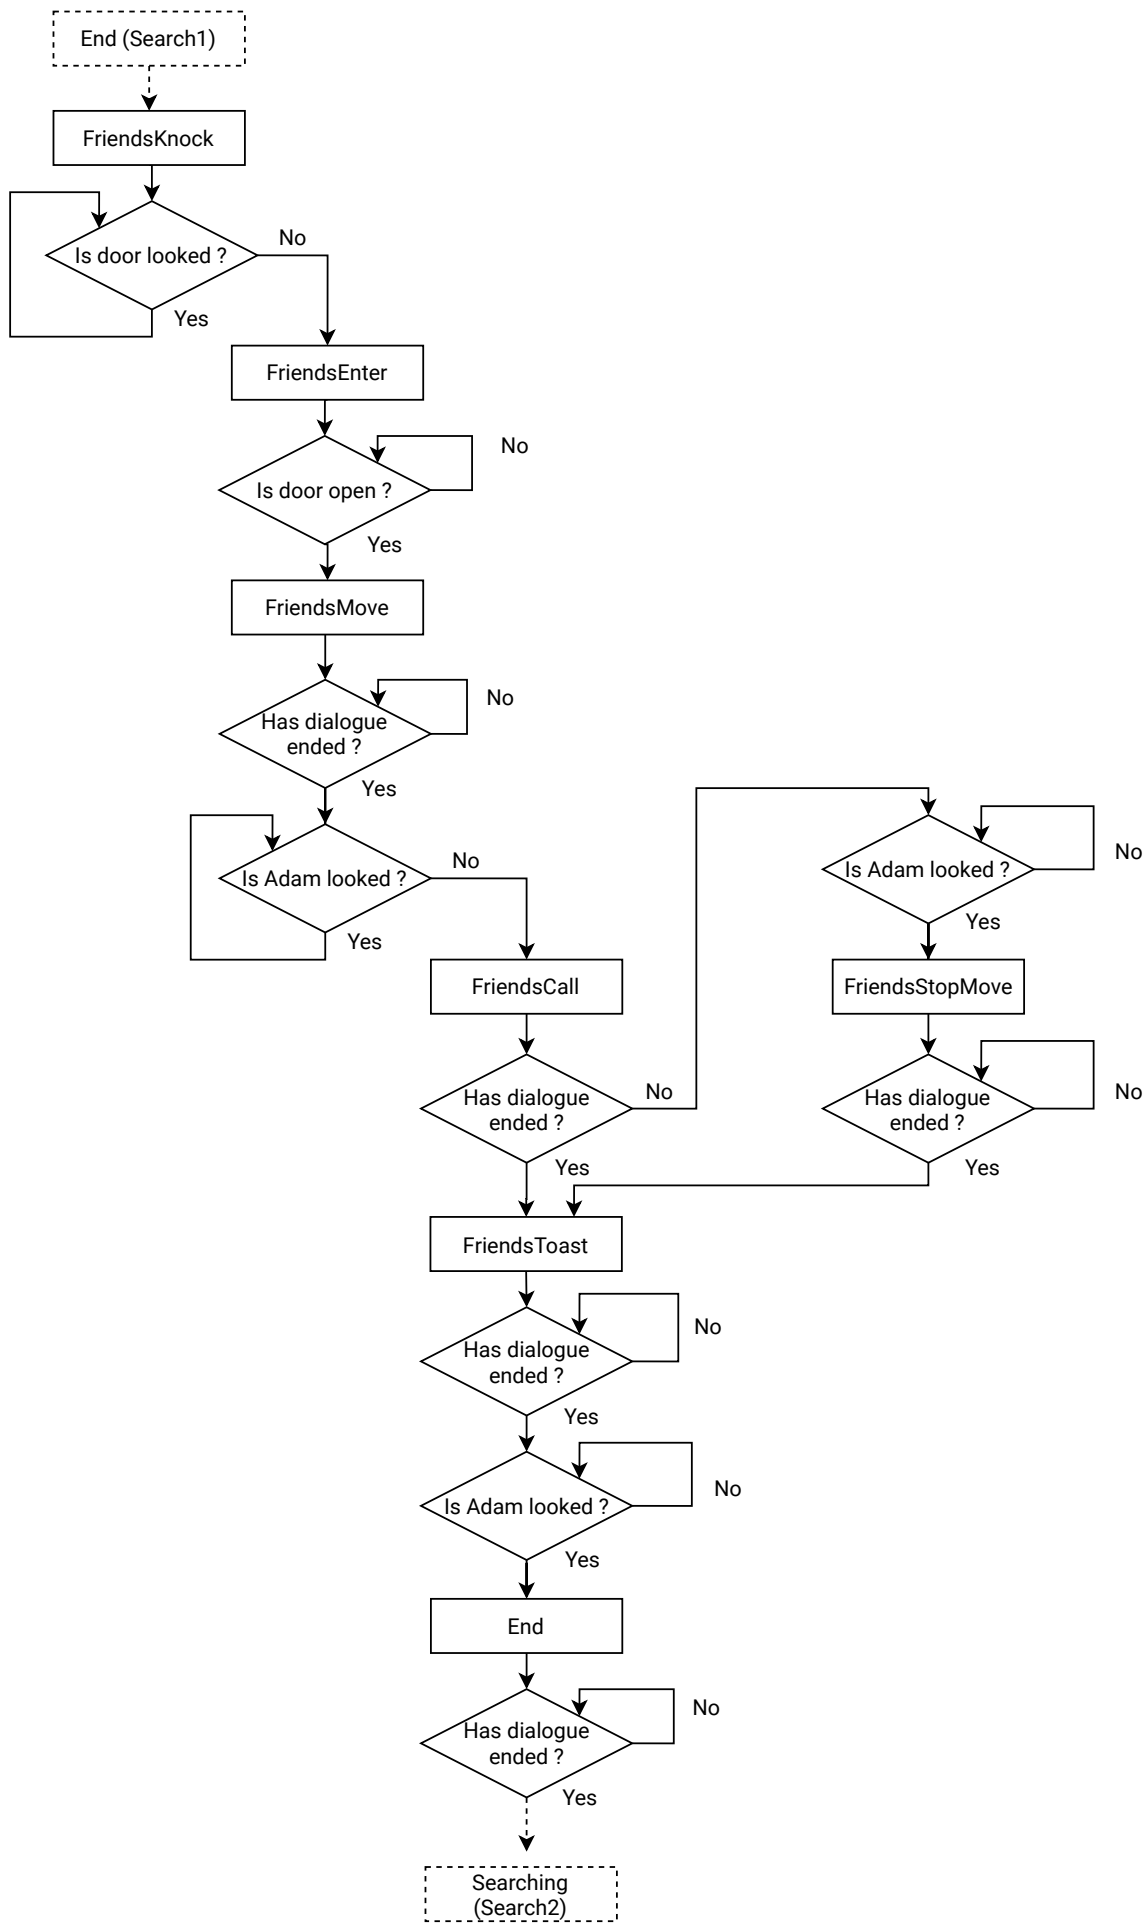 End (Search1)
FriendsKnock
Is door looked ?
No
Yes
FriendsEnter
No
Is door open ?
Yes
FriendsMove
No
Has dialogue
ended ?
Yes
Is Adam looked ?
No
Yes
Is Adam looked ?
No
Yes
FriendsCall
FriendsStopMove
Has dialogue
ended ?
No
Yes
Has dialogue
ended ?
No
Yes
FriendsToast
Has dialogue
ended ?
No
Yes
Is Adam looked ?
No
Yes
End
Has dialogue
ended ?
No
Yes
Searching
(Search2)